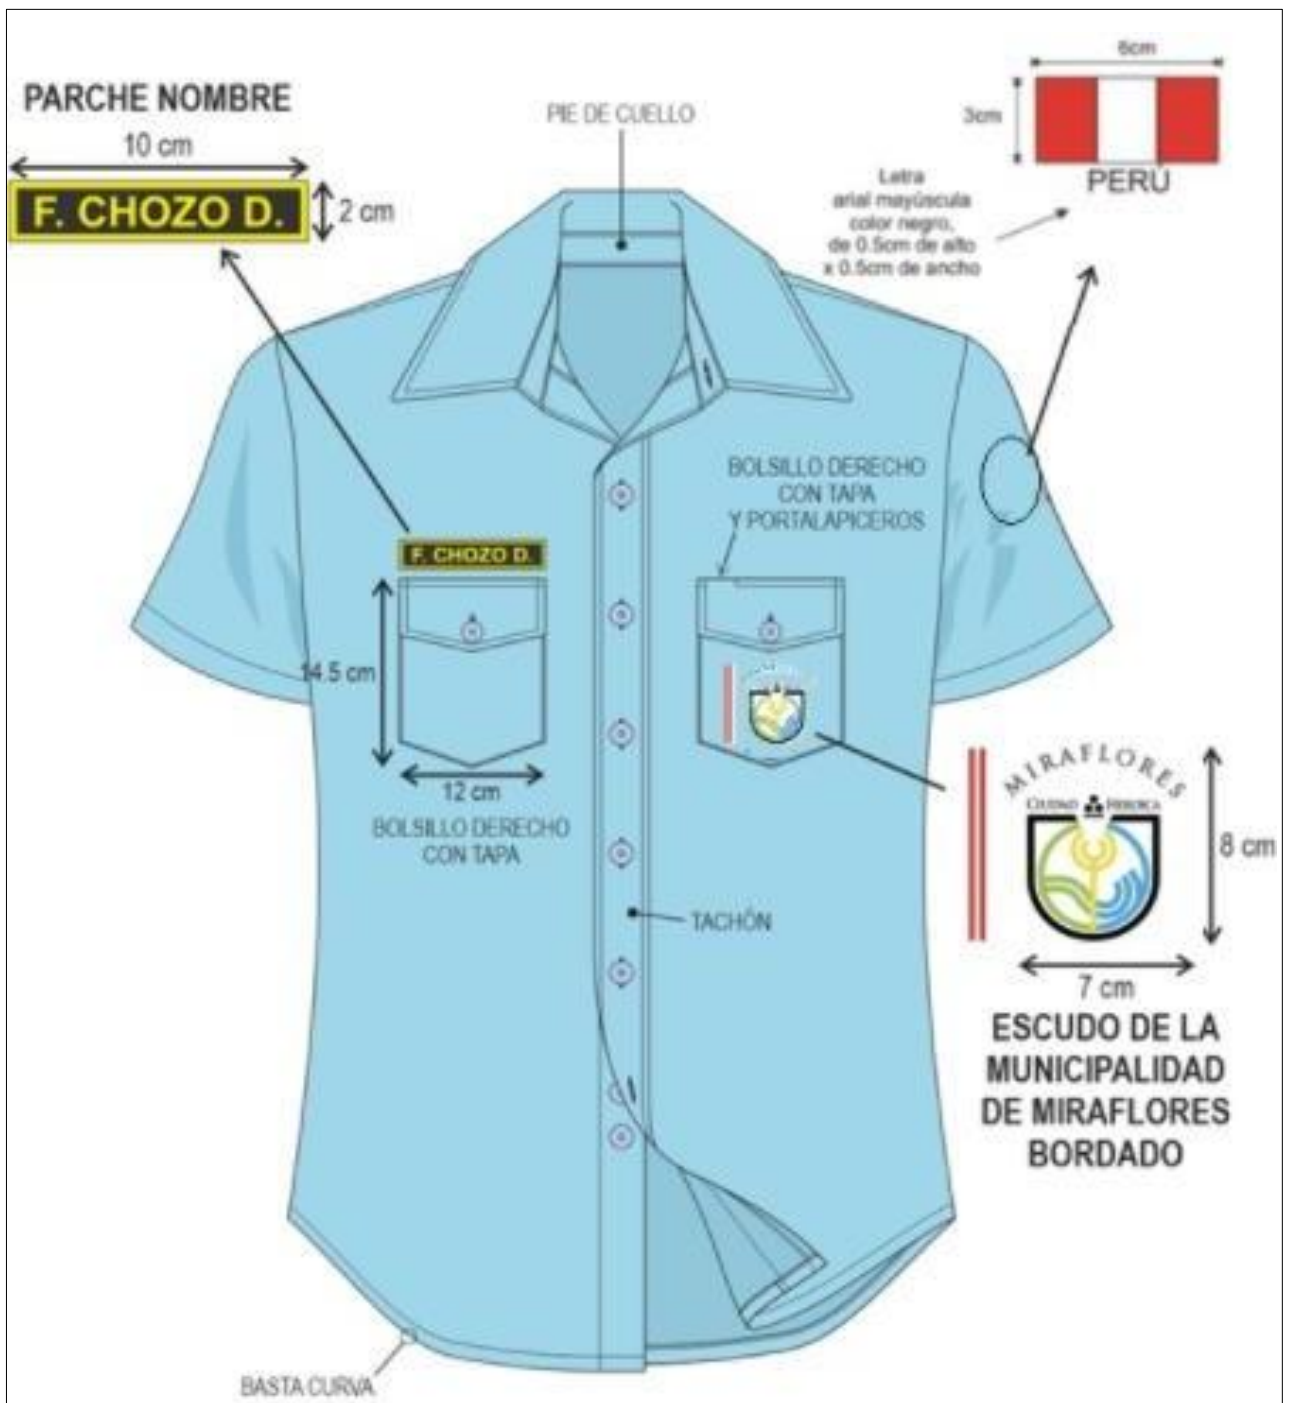 PARCHE NOMBRE
10 cm
F. CHOZO D.
2 cm
PIE DE CUELLO
6cm
3cm
PERÚ
Letra
arial mayúscula
color negro,
de 0.5cm de alto
x 0.5cm de ancho
BOLSILLO DERECHO
CON TAPA
Y PORTALAPICEROS
F. CHOZO D.
14.5 cm
12 cm
BOLSILLO DERECHO
CON TAPA
TACHÓN
MIRAFLORES
CIUDAD HEROICA
8 cm
7 cm
ESCUDO DE LA
MUNICIPALIDAD
DE MIRAFLORES
BORDADO
BASTA CURVA